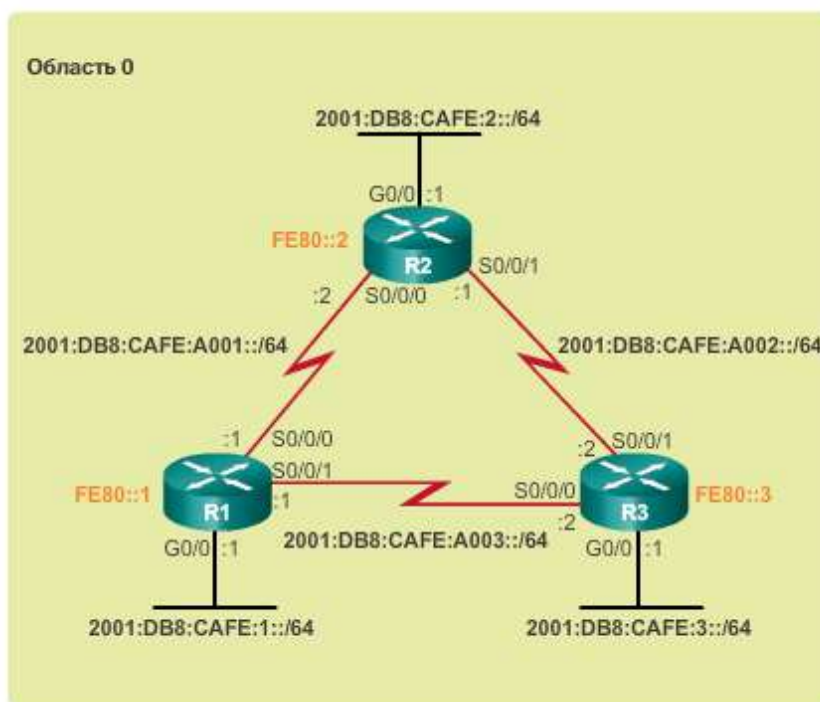 Область 0
2001:DB8:CAFE:2::/64
G0/0 :1
FE80::2
R2
S0/0/1
:2 S0/0/0 :1
2001:DB8:CAFE:A001::/64
2001:DB8:CAFE:A002::/64
:1 S0/0/0
S0/0/1
:2
S0/0/1
FE80::1
R1
:1
S0/0/0
R3
FE80::3
:2
G0/0 :1
2001:DB8:CAFE:A003::/64
G0/0 :1
2001:DB8:CAFE:1::/64
2001:DB8:CAFE:3::/64